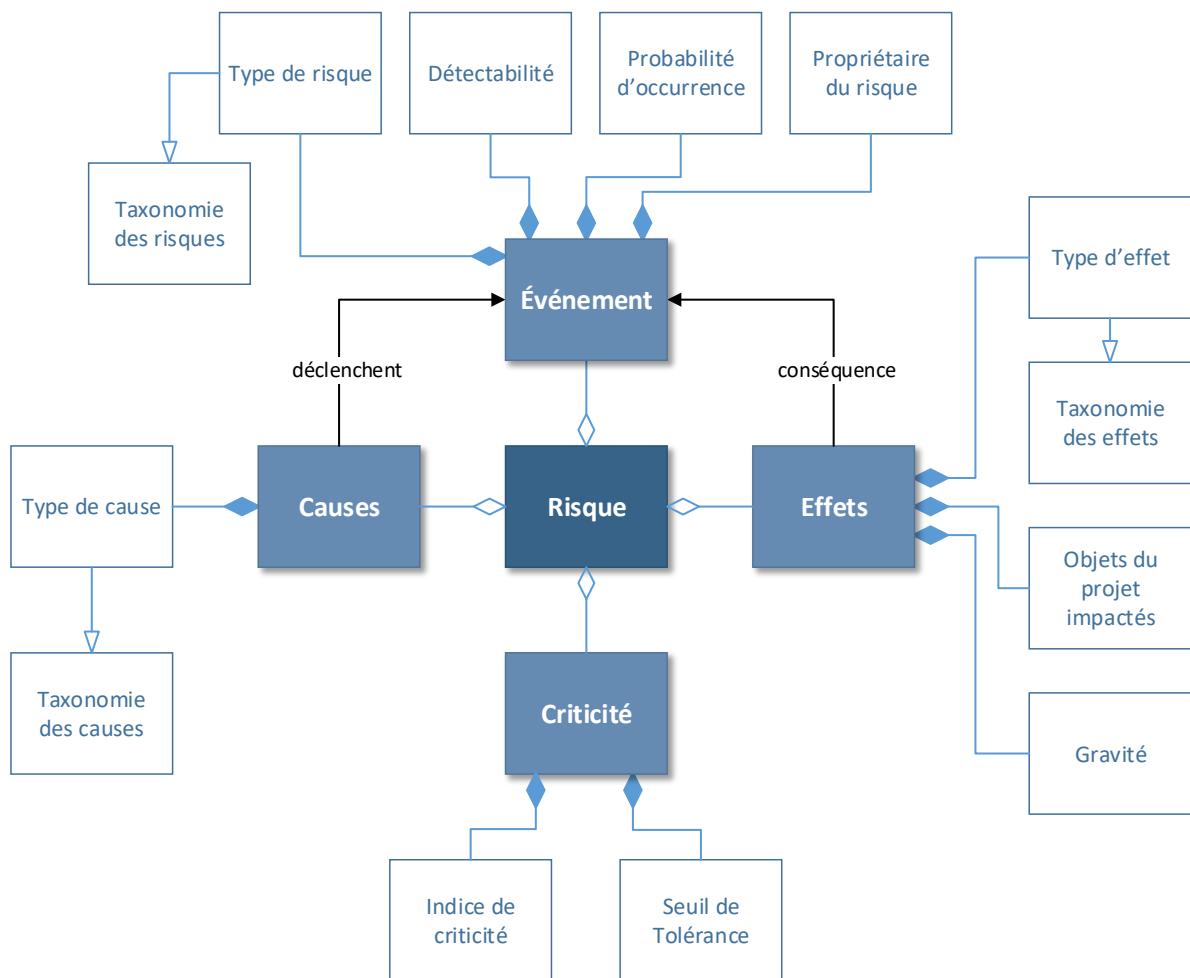 Type de risque
Détectabilité
Probabilité
d’occurrence
Propriétaire
du risque
Taxonomie
des risques
Type d’effet
Événement
déclenchent
conséquence
Taxonomie
des effets
Type de cause
Causes
Risque
Effets
Objets du
projet
impactés
Taxonomie
des causes
Criticité
Gravité
Indice de
criticité
Seuil de
Tolérance